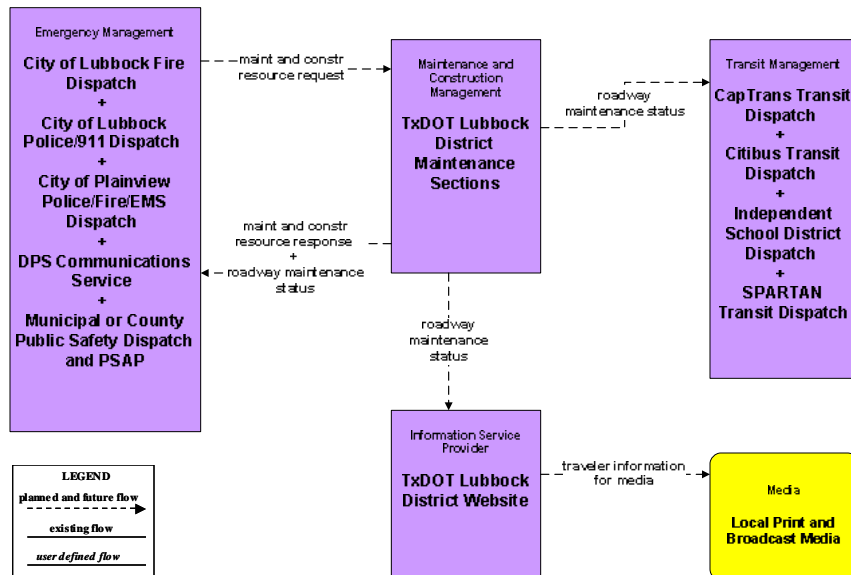 Emergency Management
City of Lubbock Fire
Dispatch
+
City of Lubbock
Police/911 Dispatch
+
City of Plainview
Police/Fire/EMS
Dispatch
+
DPS Communications
Service
+
Municipal or County
Public Safety Dispatch
and PSAP
maint and constr
resource request
maint and constr
resource response
+
roadway maintenance
status
Maintenance and
Construction
Management
TxDOT Lubbock
District
Maintenance
Sections
roadway
maintenance status
Transit Management
CapTrans Transit
Dispatch
+
Citibus Transit
Dispatch
+
Independent
School District
Dispatch
+
SPARTAN
Transit Dispatch
roadway
maintenance
status
Information Service
Provider
TxDOT Lubbock
District Website
traveler information
for media
Media
Local Print and
Broadcast Media
LEGEND
planned and future flow
existing flow
user defined flow